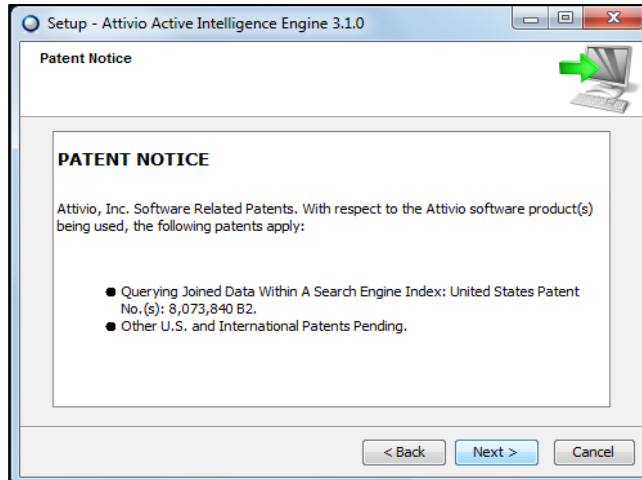 Setup - Attivio Active Intelligence Engine 3.1.0
Patent Notice
PATENT NOTICE
Attivio, Inc. Software Related Patents. With respect to the Attivio software product(s)
being used, the following patents apply:
● Querying Joined Data Within A Search Engine Index: United States Patent
No.(s): 8,073,840 B2.
● Other U.S. and International Patents Pending.
< Back Next > Cancel